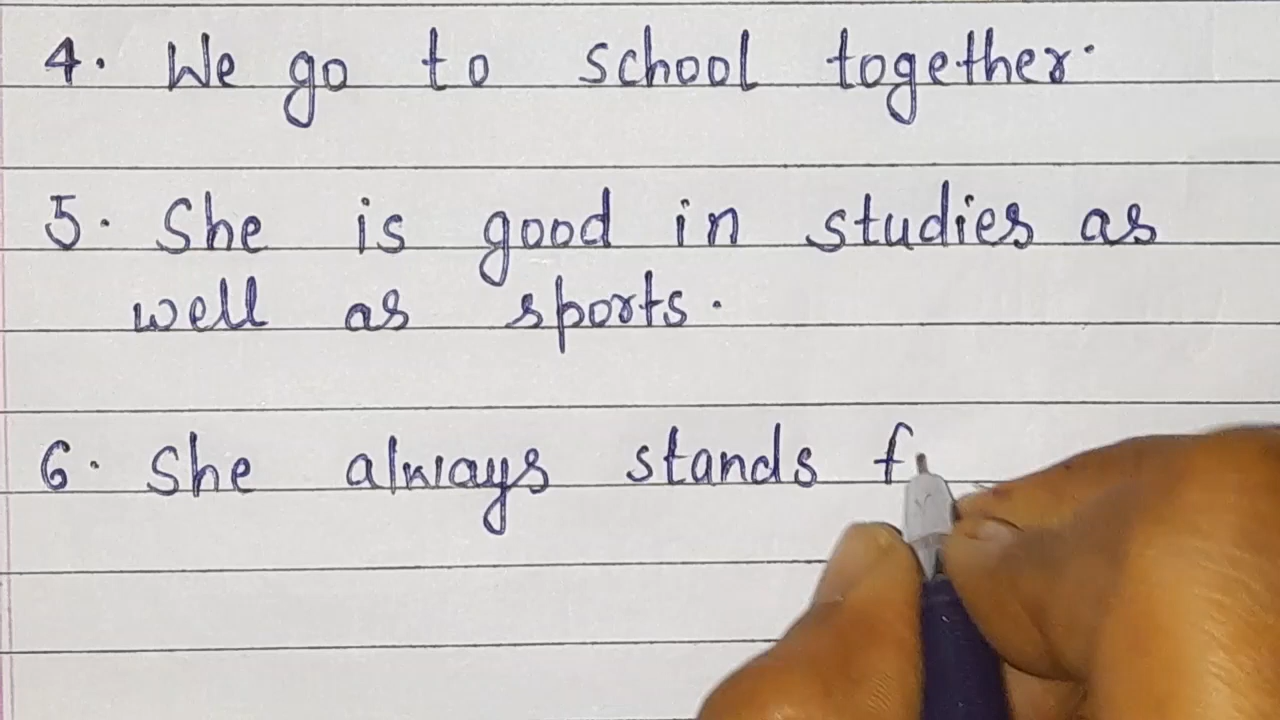 4. We go to school together.
5. She is good in studies as
well as sports.
6. She always stands f